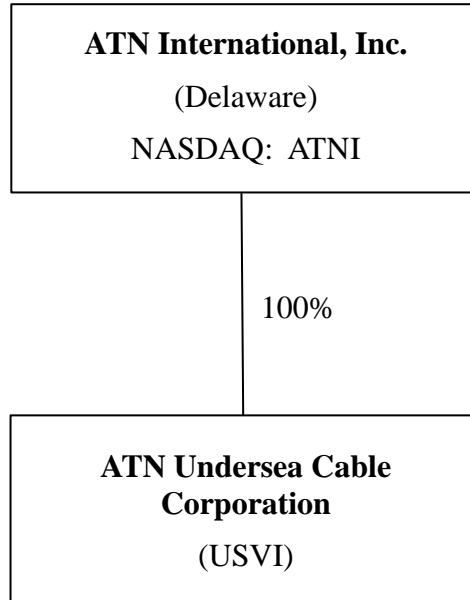 ATN International, Inc.
(Delaware)
NASDAQ: ATNI
100%
ATN Undersea Cable
Corporation
(USVI)